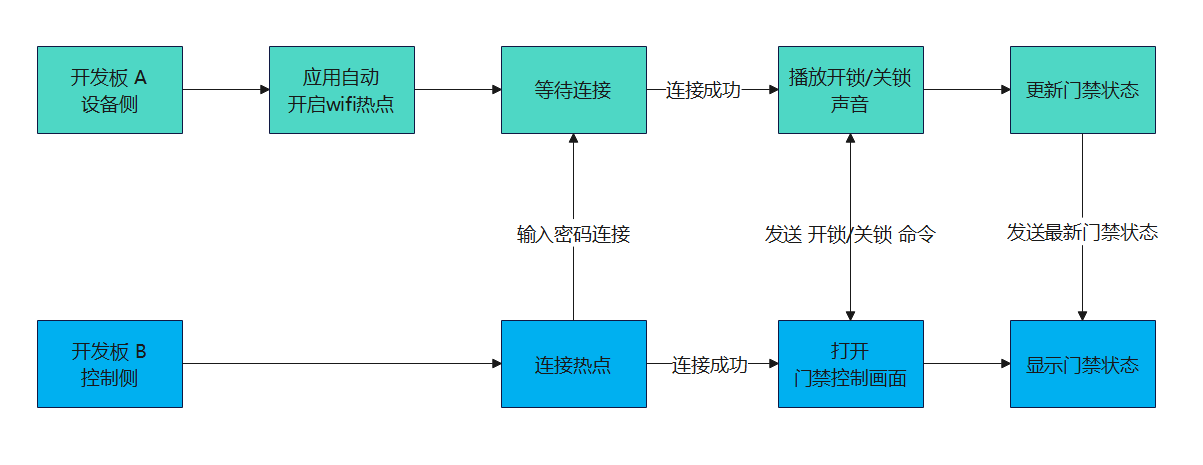 开发板 A
设备侧
应用自动
开启wifi热点
等待连接
连接成功
播放开锁/关锁
声音
更新门禁状态
输入密码连接
发送 开锁/关锁 命令
发送最新门禁状态
开发板 B
控制侧
连接热点
连接成功
打开
门禁控制画面
显示门禁状态